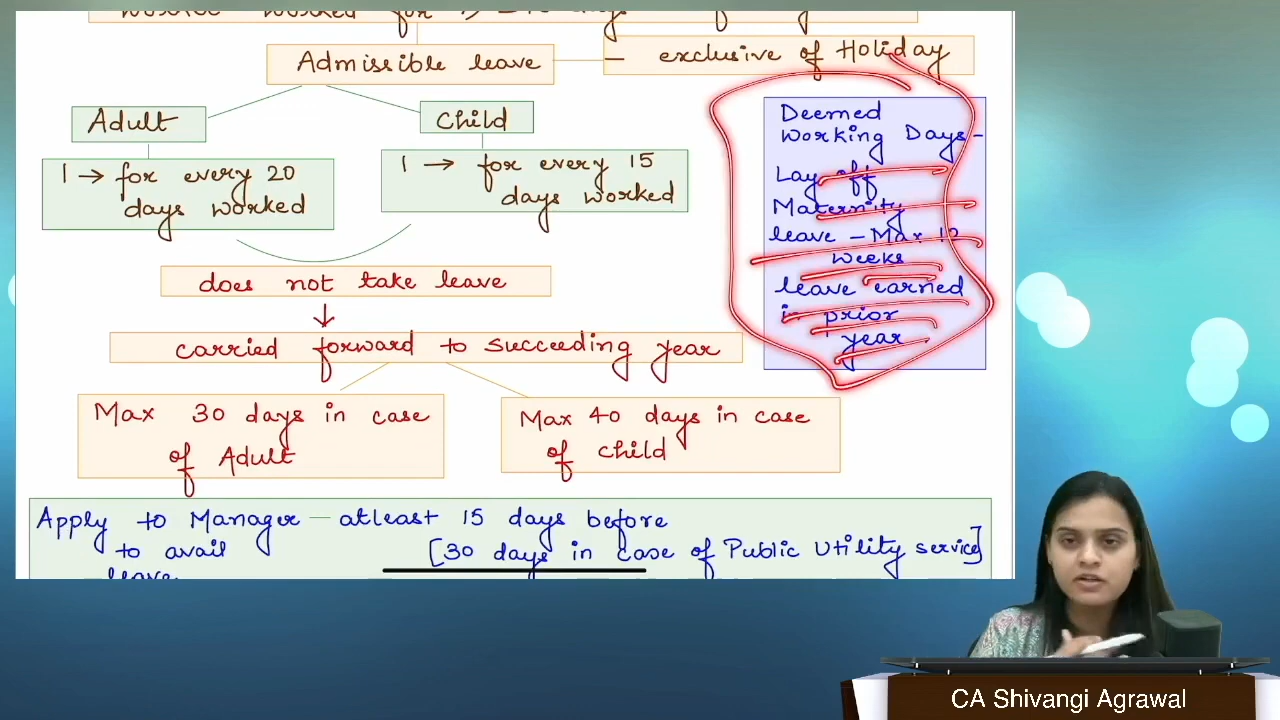 Admissible leave
— exclusive of Holiday
Adult
Child
1 → for every 20
days worked
1 → for every 15
days worked
Deemed
Working Days-
Lay off
Maternity
leave - Max 12
weeks
leave earned
in prior
year
does not take leave
↓
carried forward to succeeding year
Max 30 days in case
of Adult
Max 40 days in case
of child
Apply to Manager — atleast 15 days before
to avail [30 days in case of Public Utility service]
leave
CA Shivangi Agrawal